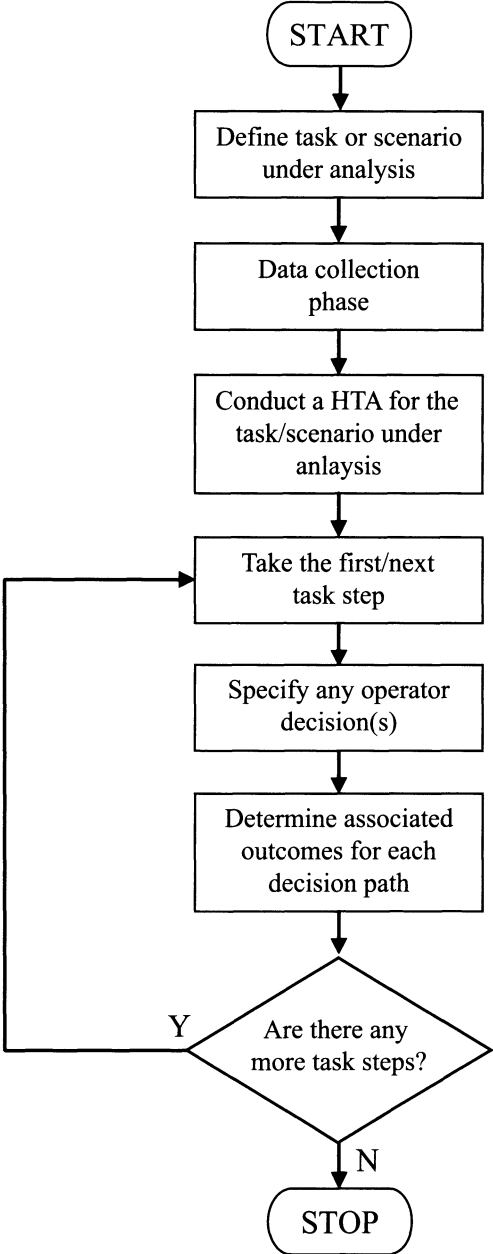 START
Define task or scenario
under analysis
Data collection
phase
Conduct a HTA for the
task/scenario under
anlaysis
Take the first/next
task step
Specify any operator
decision(s)
Determine associated
outcomes for each
decision path
Y
Are there any
more task steps?
N
STOP